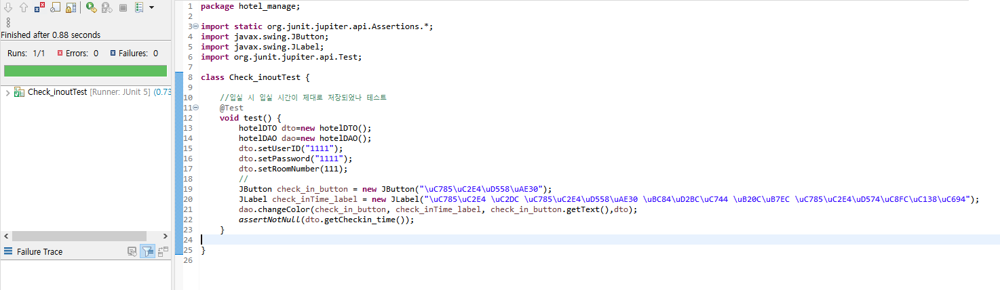 Finished after 0.88 seconds
Runs: 1/1 Errors: 0 Failures: 0
Check_inoutTest [Runner: JUnit 5] (0.73
Failure Trace
1 package hotel_manage;
2
3 import static org.junit.jupiter.api.Assertions.*;
4 import javax.swing.JButton;
5 import javax.swing.JLabel;
6 import org.junit.jupiter.api.Test;
7
8 class Check_inoutTest {
9
10 //입실 시 입실 시간이 제대로 저장되었나 테스트
11 @Test
12 void test() {
13 hotelDTO dto=new hotelDTO();
14 hotelDAO dao=new hotelDAO();
15 dto.setUserID("1111");
16 dto.setPassword("1111");
17 dto.setRoomNumber(111);
18 //
19 JButton check_in_button = new JButton("\uC785\uC2E4\uD558\uAE30");
20 JLabel check_inTime_label = new JLabel("\uC785\uC2E4 \uC2DC \uC785\uC2E4\uD558\uAE30 \uBC84\uD2BC\uC744 \uB20C\uB7EC \uC785\uC2E4\uD574\uC8FC\uC138\uC694");
21 dao.changeColor(check_in_button, check_inTime_label, check_in_button.getText(),dto);
22 assertNotNull(dto.getCheckin_time());
23 }
24
25 }
26